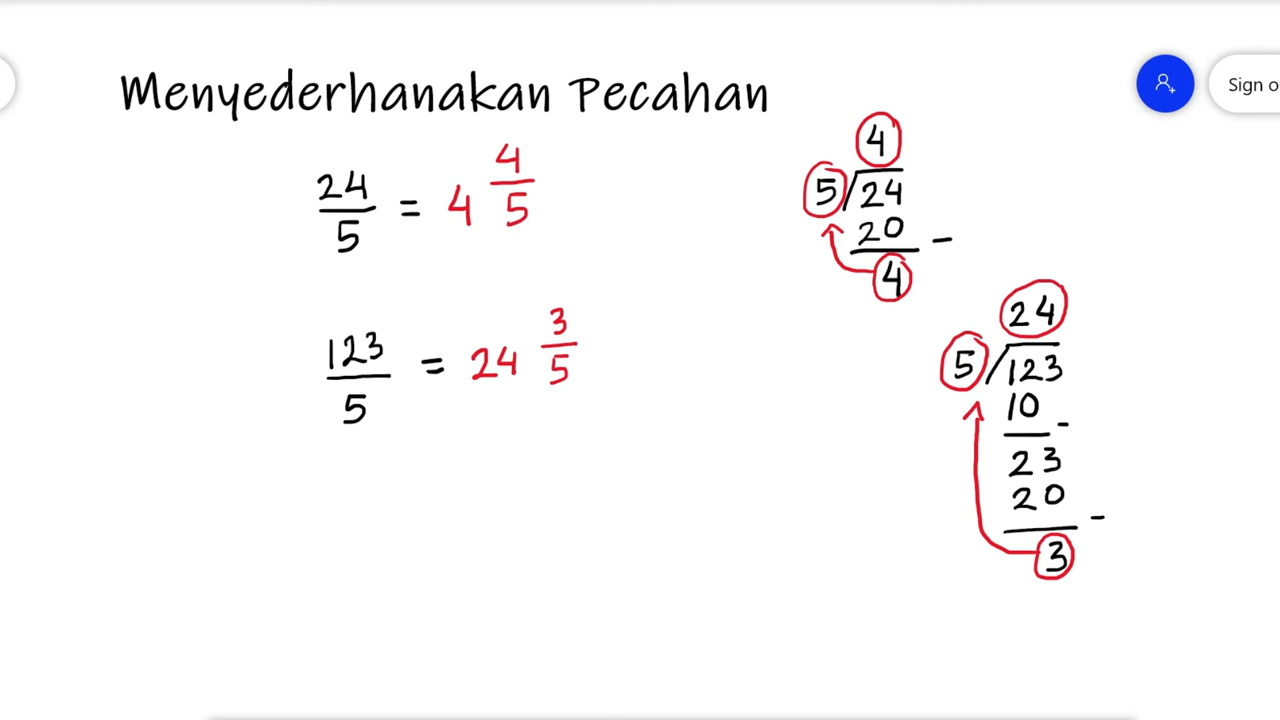 Menyederhanakan Pecahan
Sign o
24/5 = 4 4/5
4
5/24
20 -
4
123/5 = 24 3/5
24
5/123
10 -
23
20 -
3